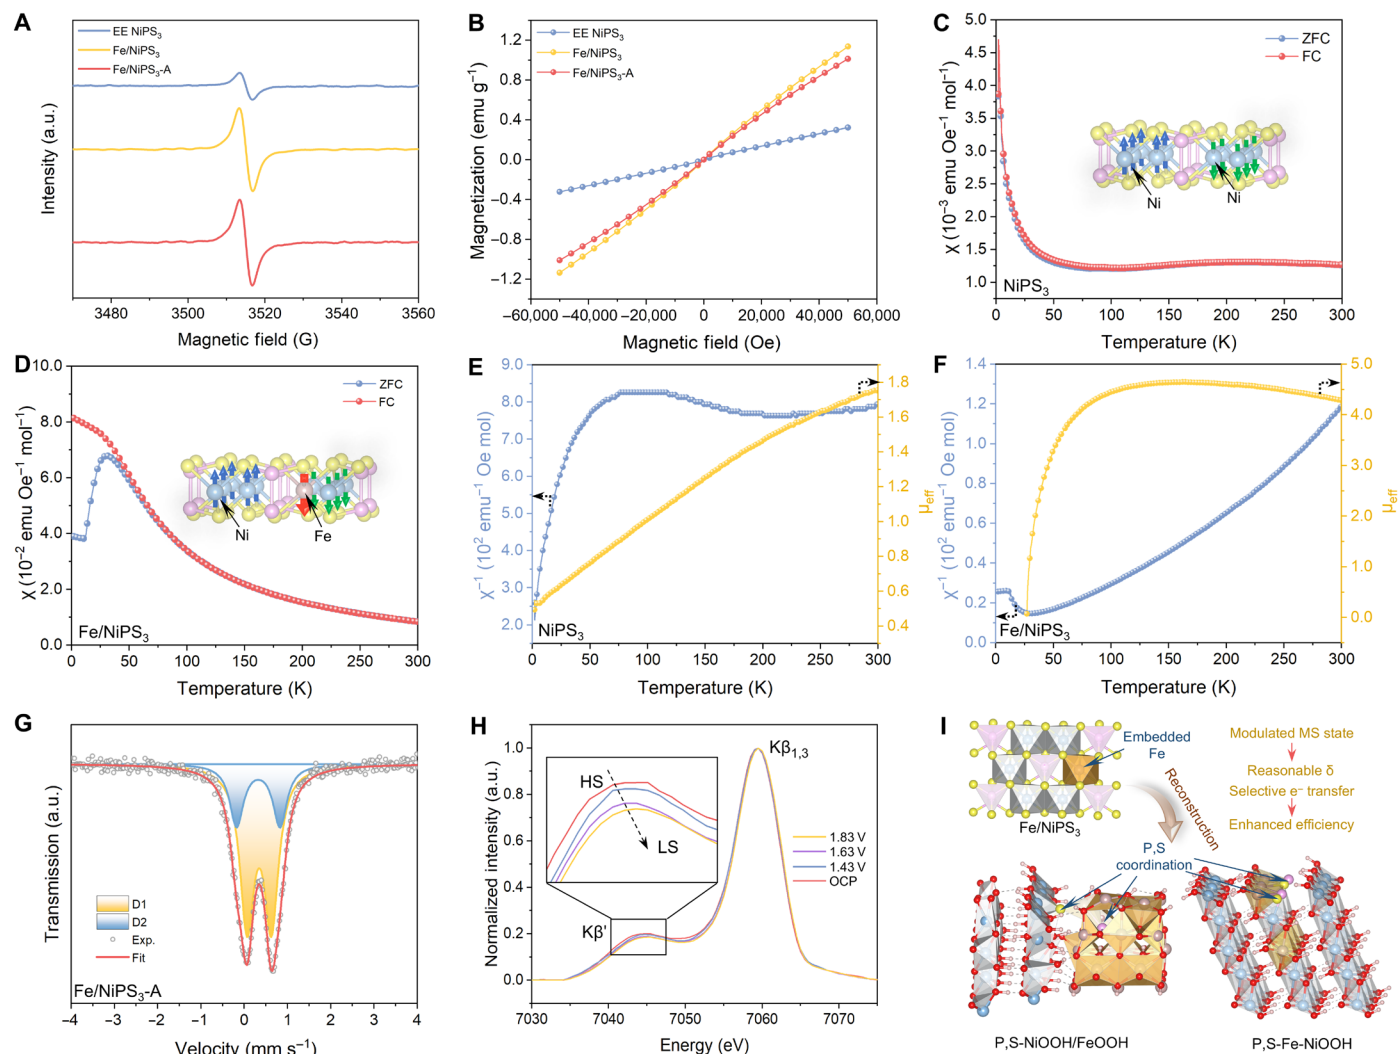 A
EE NiPS₃
Fe/NiPS₃
Fe/NiPS₃-A
Intensity (a.u.)
3480 3500 3520 3540 3560
Magnetic field (G)
B
EE NiPS₃
Fe/NiPS₃
Fe/NiPS₃-A
Magnetization (emu g⁻¹)
1.2
0.8
0.4
0.0
−0.4
−0.8
−1.2
−60,000 −40,000 −20,000 0 20,000 40,000 60,000
Magnetic field (Oe)
C
ZFC
FC
χ (10⁻³ emu Oe⁻¹ mol⁻¹)
5.0
4.5
4.0
3.5
3.0
2.5
2.0
1.5
1.0
Ni Ni
NiPS₃
0 50 100 150 200 250 300
Temperature (K)
D
ZFC
FC
χ (10⁻² emu Oe⁻¹ mol⁻¹)
10.0
8.0
6.0
4.0
2.0
0.0
Ni Fe
Fe/NiPS₃
0 50 100 150 200 250 300
Temperature (K)
E
χ⁻¹ (10² emu⁻¹ Oe mol)
9.0
8.0
7.0
6.0
5.0
4.0
3.0
2.0
μeff
1.8
1.6
1.4
1.2
1.0
0.8
0.6
0.4
NiPS₃
0 25 50 75 100 125 150 175 200 225 250 275 300
Temperature (K)
F
χ⁻¹ (10² emu⁻¹ Oe mol)
1.4
1.2
1.0
0.8
0.6
0.4
0.2
0.0
μeff
5.0
4.0
3.0
2.0
1.0
0.0
Fe/NiPS₃
0 50 100 150 200 250 300
Temperature (K)
G
Transmission (a.u.)
D1
D2
Exp.
Fit
Fe/NiPS₃-A
−4 −3 −2 −1 0 1 2 3 4
Velocity (mm s⁻¹)
H
Normalized intensity (a.u.)
1.0
0.8
0.6
0.4
0.2
0.0
HS
LS
Kβ₁,₃
Kβ′
1.83 V
1.63 V
1.43 V
OCP
7030 7040 7050 7060 7070
Energy (eV)
I
Embedded
Fe
Fe/NiPS₃
Reconstruction
Modulated MS state
Reasonable δ
Selective e⁻ transfer
Enhanced efficiency
P,S
coordination
P,S-NiOOH/FeOOH
P,S-Fe-NiOOH